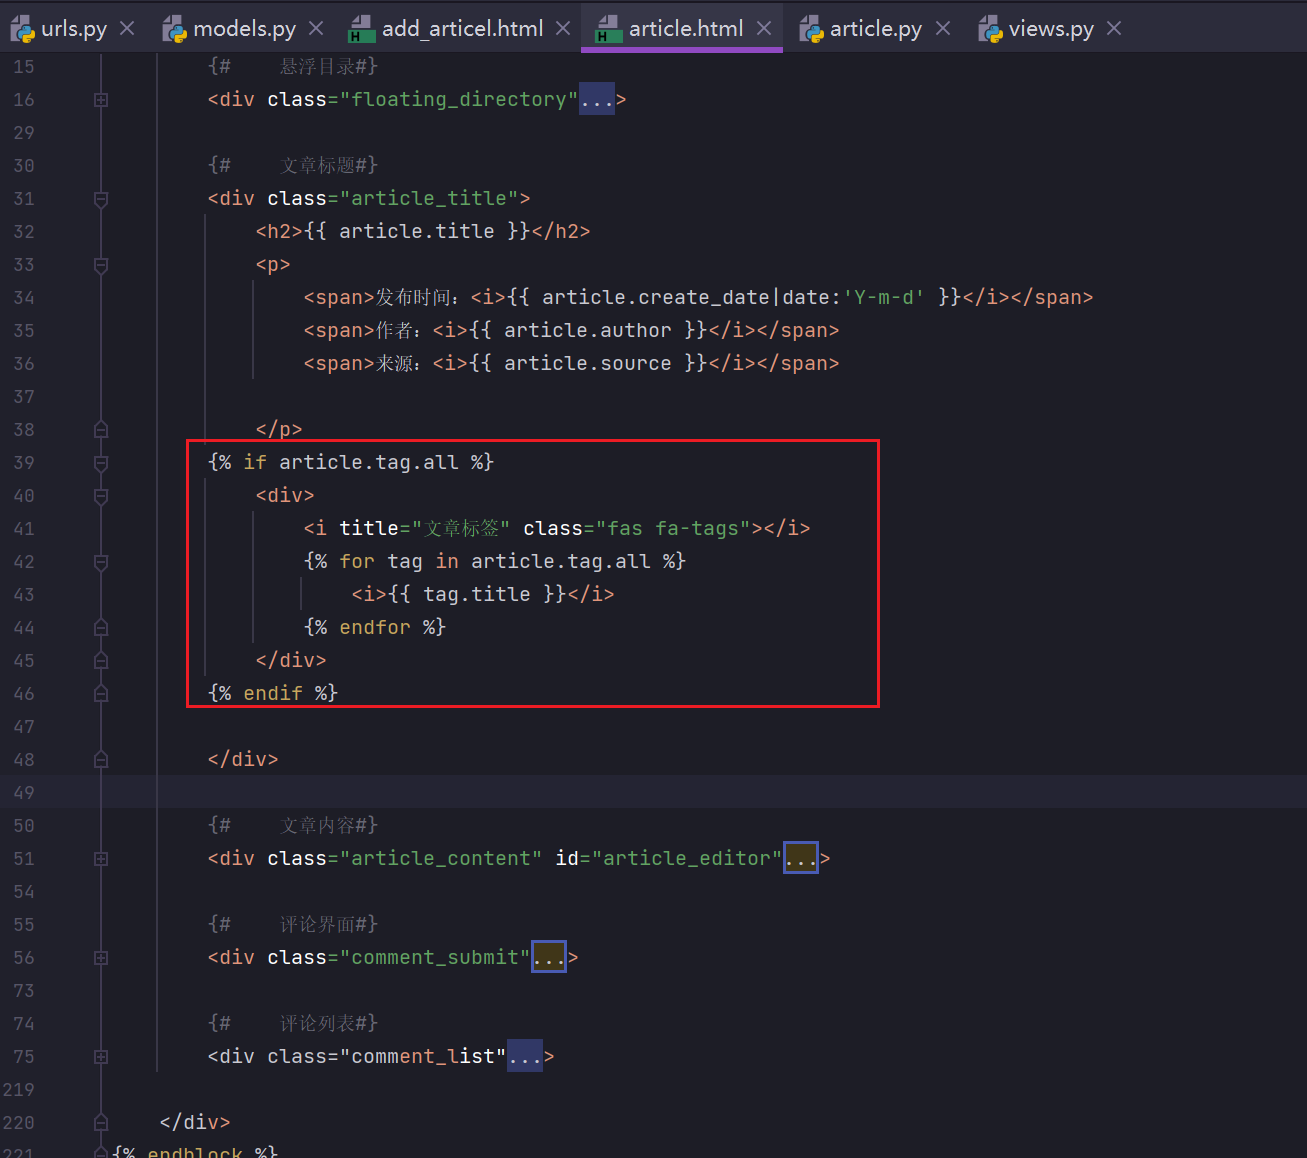 urls.py models.py add_articel.html article.html article.py views.py
15 {# 悬浮目录#}
16 <div class="floating_directory"...>
29
30 {# 文章标题#}
31 <div class="article_title">
32 <h2>{{ article.title }}</h2>
33 <p>
34 <span>发布时间：<i>{{ article.create_date|date:'Y-m-d' }}</i></span>
35 <span>作者：<i>{{ article.author }}</i></span>
36 <span>来源：<i>{{ article.source }}</i></span>
37
38 </p>
39 {% if article.tag.all %}
40 <div>
41 <i title="文章标签" class="fas fa-tags"></i>
42 {% for tag in article.tag.all %}
43 <i>{{ tag.title }}</i>
44 {% endfor %}
45 </div>
46 {% endif %}
47
48 </div>
49
50 {# 文章内容#}
51 <div class="article_content" id="article_editor"...>
54
55 {# 评论界面#}
56 <div class="comment_submit"...>
73
74 {# 评论列表#}
75 <div class="comment_list"...>
219
220 </div>
221 {% endblock %}